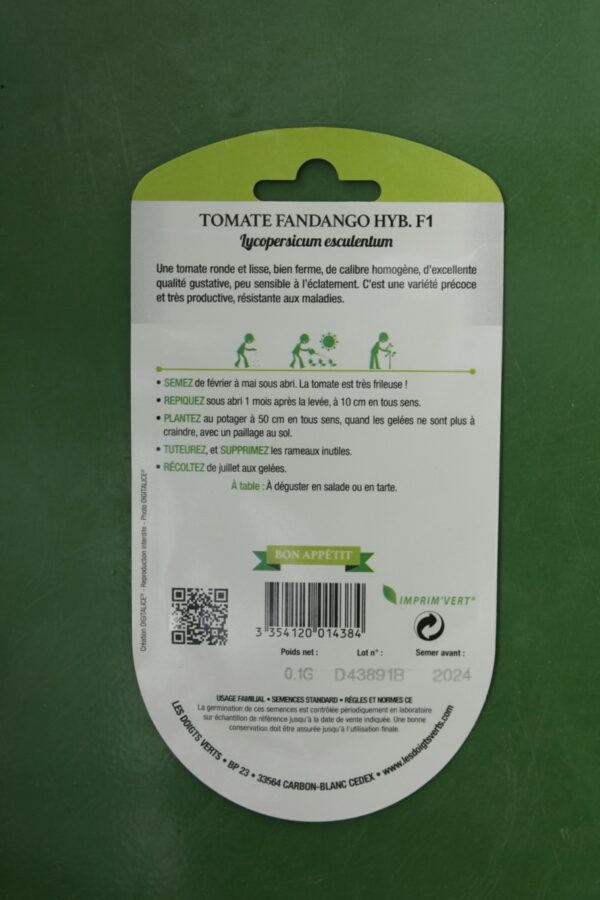 TOMATE FANDANGO HYB. F1
Lycopersicum esculentum
Une tomate ronde et lisse, bien ferme, de calibre homogène, d'excellente
qualité gustative, peu sensible à l'éclatement. C'est une variété précoce
et très productive, résistante aux maladies.
• SEMEZ de février à mai sous abri. La tomate est très frileuse !
• REPIQUEZ sous abri 1 mois après la levée, à 10 cm en tous sens.
• PLANTEZ au potager à 50 cm en tous sens, quand les gelées ne sont plus à
craindre, avec un paillage au sol.
• TUTEUREZ, et SUPPRIMEZ les rameaux inutiles.
• RÉCOLTEZ de juillet aux gelées.
À table : À déguster en salade ou en tarte.
Création DIGITALICE® - Reproduction interdite - Photo DIGITALICE®
BON APPÉTIT
IMPRIM'VERT®
3 354120 014384
Poids net : Lot n° : Semer avant :
0.1G D43891B 2024
USAGE FAMILIAL • SEMENCES STANDARD • RÈGLES ET NORMES CE
La germination de ces semences est contrôlée périodiquement en laboratoire
sur échantillon de référence jusqu'à la date de vente indiquée. Une bonne
conservation doit être assurée jusqu'à l'utilisation finale.
LES DOIGTS VERTS • BP 23 • 33564 CARBON-BLANC CEDEX • www.lesdoigtsverts.com